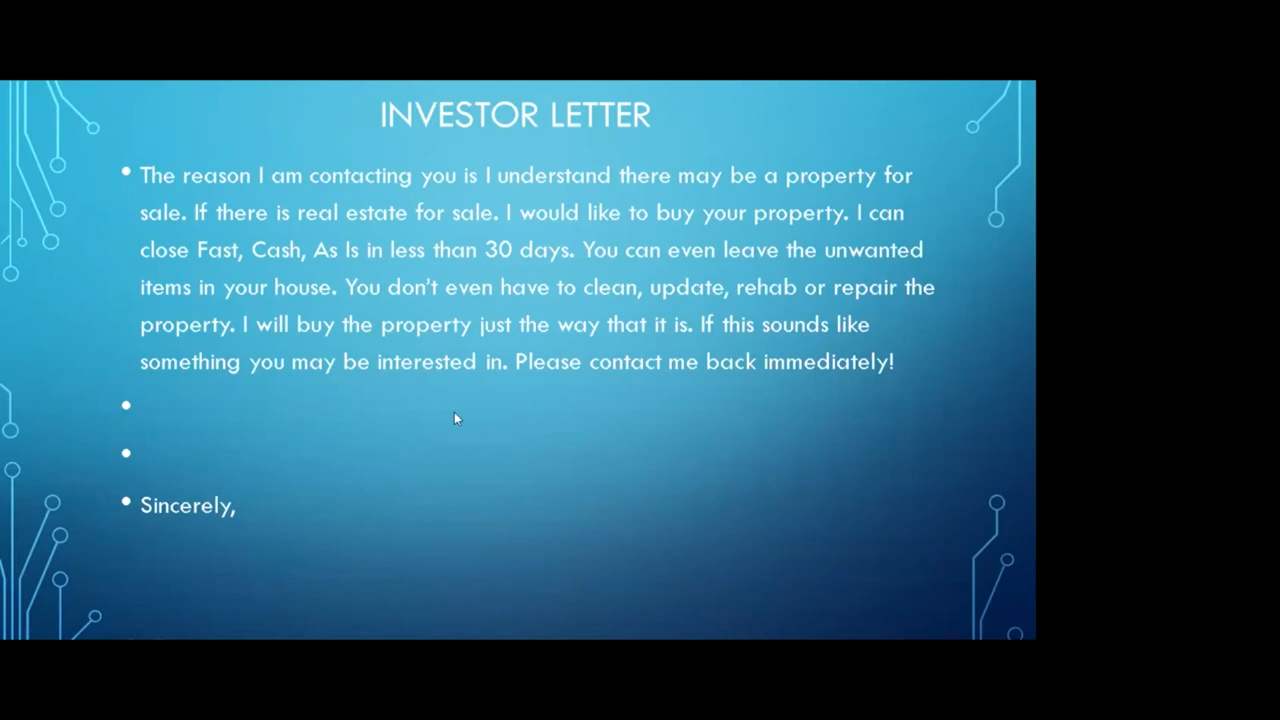 INVESTOR LETTER
• The reason I am contacting you is I understand there may be a property for
sale. If there is real estate for sale. I would like to buy your property. I can
close Fast, Cash, As Is in less than 30 days. You can even leave the unwanted
items in your house. You don't even have to clean, update, rehab or repair the
property. I will buy the property just the way that it is. If this sounds like
something you may be interested in. Please contact me back immediately!
•
•
• Sincerely,